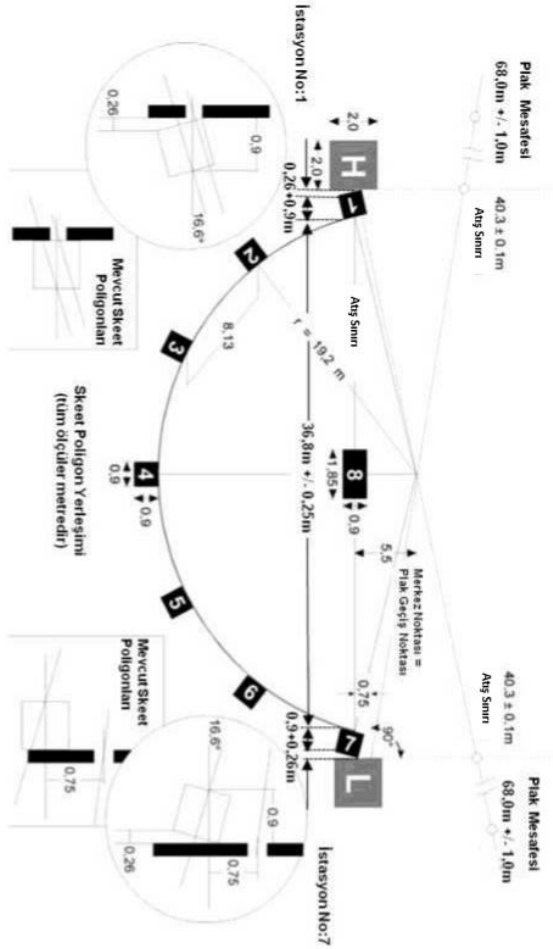 Plak Mesafesi
68,0m +/- 1,0m
40.3 ± 0.1m
Atış Sınırı
40.3 ± 0.1m
Atış Sınırı
Plak Mesafesi
68,0m +/- 1,0m
İstasyon No:1
2,0
H
2,0
0,26+0,9m
1
Atış Sınırı
r = 19,2 m
36,8m +/- 0,25m
8
1,85
0,9
5,5
Merkez Noktası =
Plak Geçiş Noktası
0,75
90°
7
L
0,9+0,26m
İstasyon No:7
2
3
8,13
4
0,9
0,9
5
6
0,26
0,9
16.6°
Mevcut Skeet
Poligonları
Skeet Poligon Yerleşimi
(tüm ölçüler metredir)
Mevcut Skeet
Poligonları
0,75
16.6°
0,9
0,75
0,26